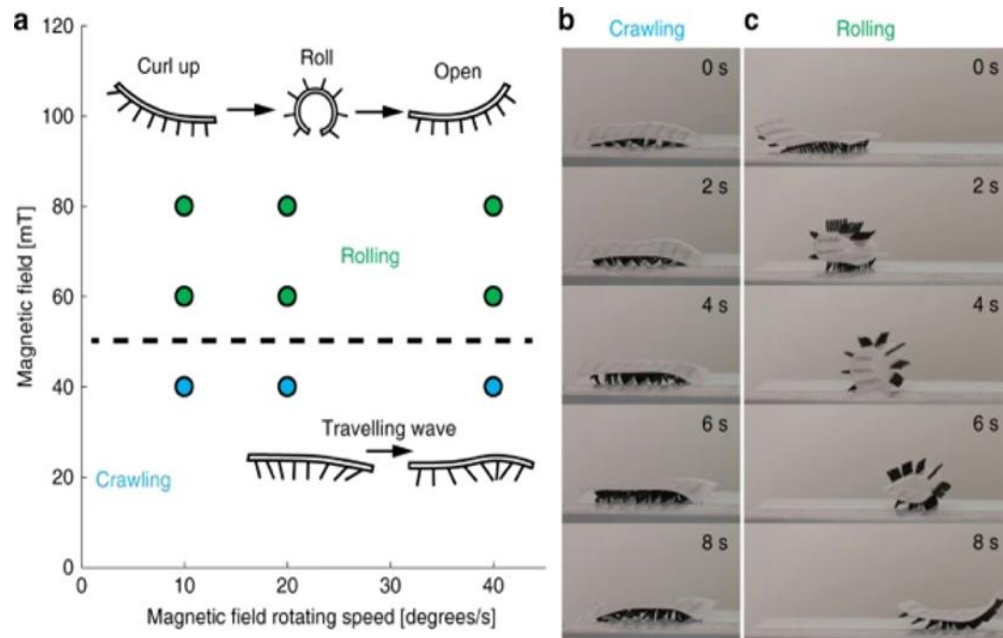 a
120
100
80
60
40
20
0
Magnetic field [mT]
Curl up
Roll
Open
Rolling
Travelling wave
Crawling
0
10
20
30
40
Magnetic field rotating speed [degrees/s]
b
Crawling
0 s
2 s
4 s
6 s
8 s
c
Rolling
0 s
2 s
4 s
6 s
8 s